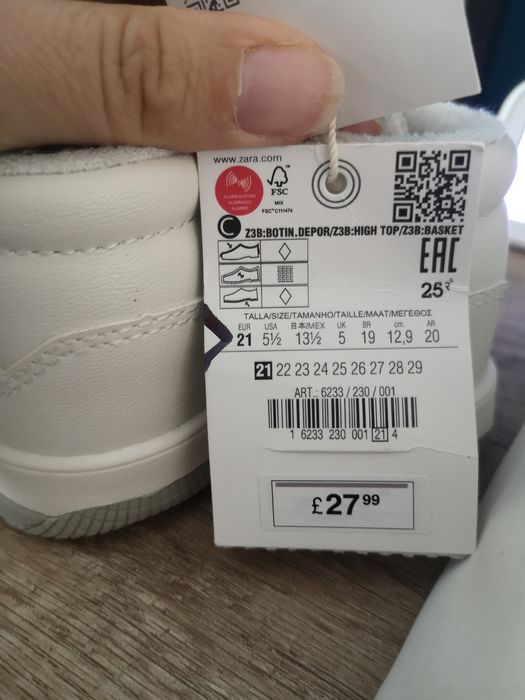 www.zara.com
ALARM SYSTEM
ALARMADO
ALARME
FSC
MIX
FSC® C111474
C
Z3B:BOTIN.DEPOR/Z3B:HIGH TOP/Z3B:BASKET
EAC
25
TALLA/SIZE/TAMANHO/TAILLE/MAAT/ΜΕΓΕΘΟΣ
EUR USA 日本/MEX UK BR cm. AR
21 5½ 13½ 5 19 12,9 20
21 22 23 24 25 26 27 28 29
ART.: 6233 / 230 / 001
1 6233 230 001 21 4
£27 99